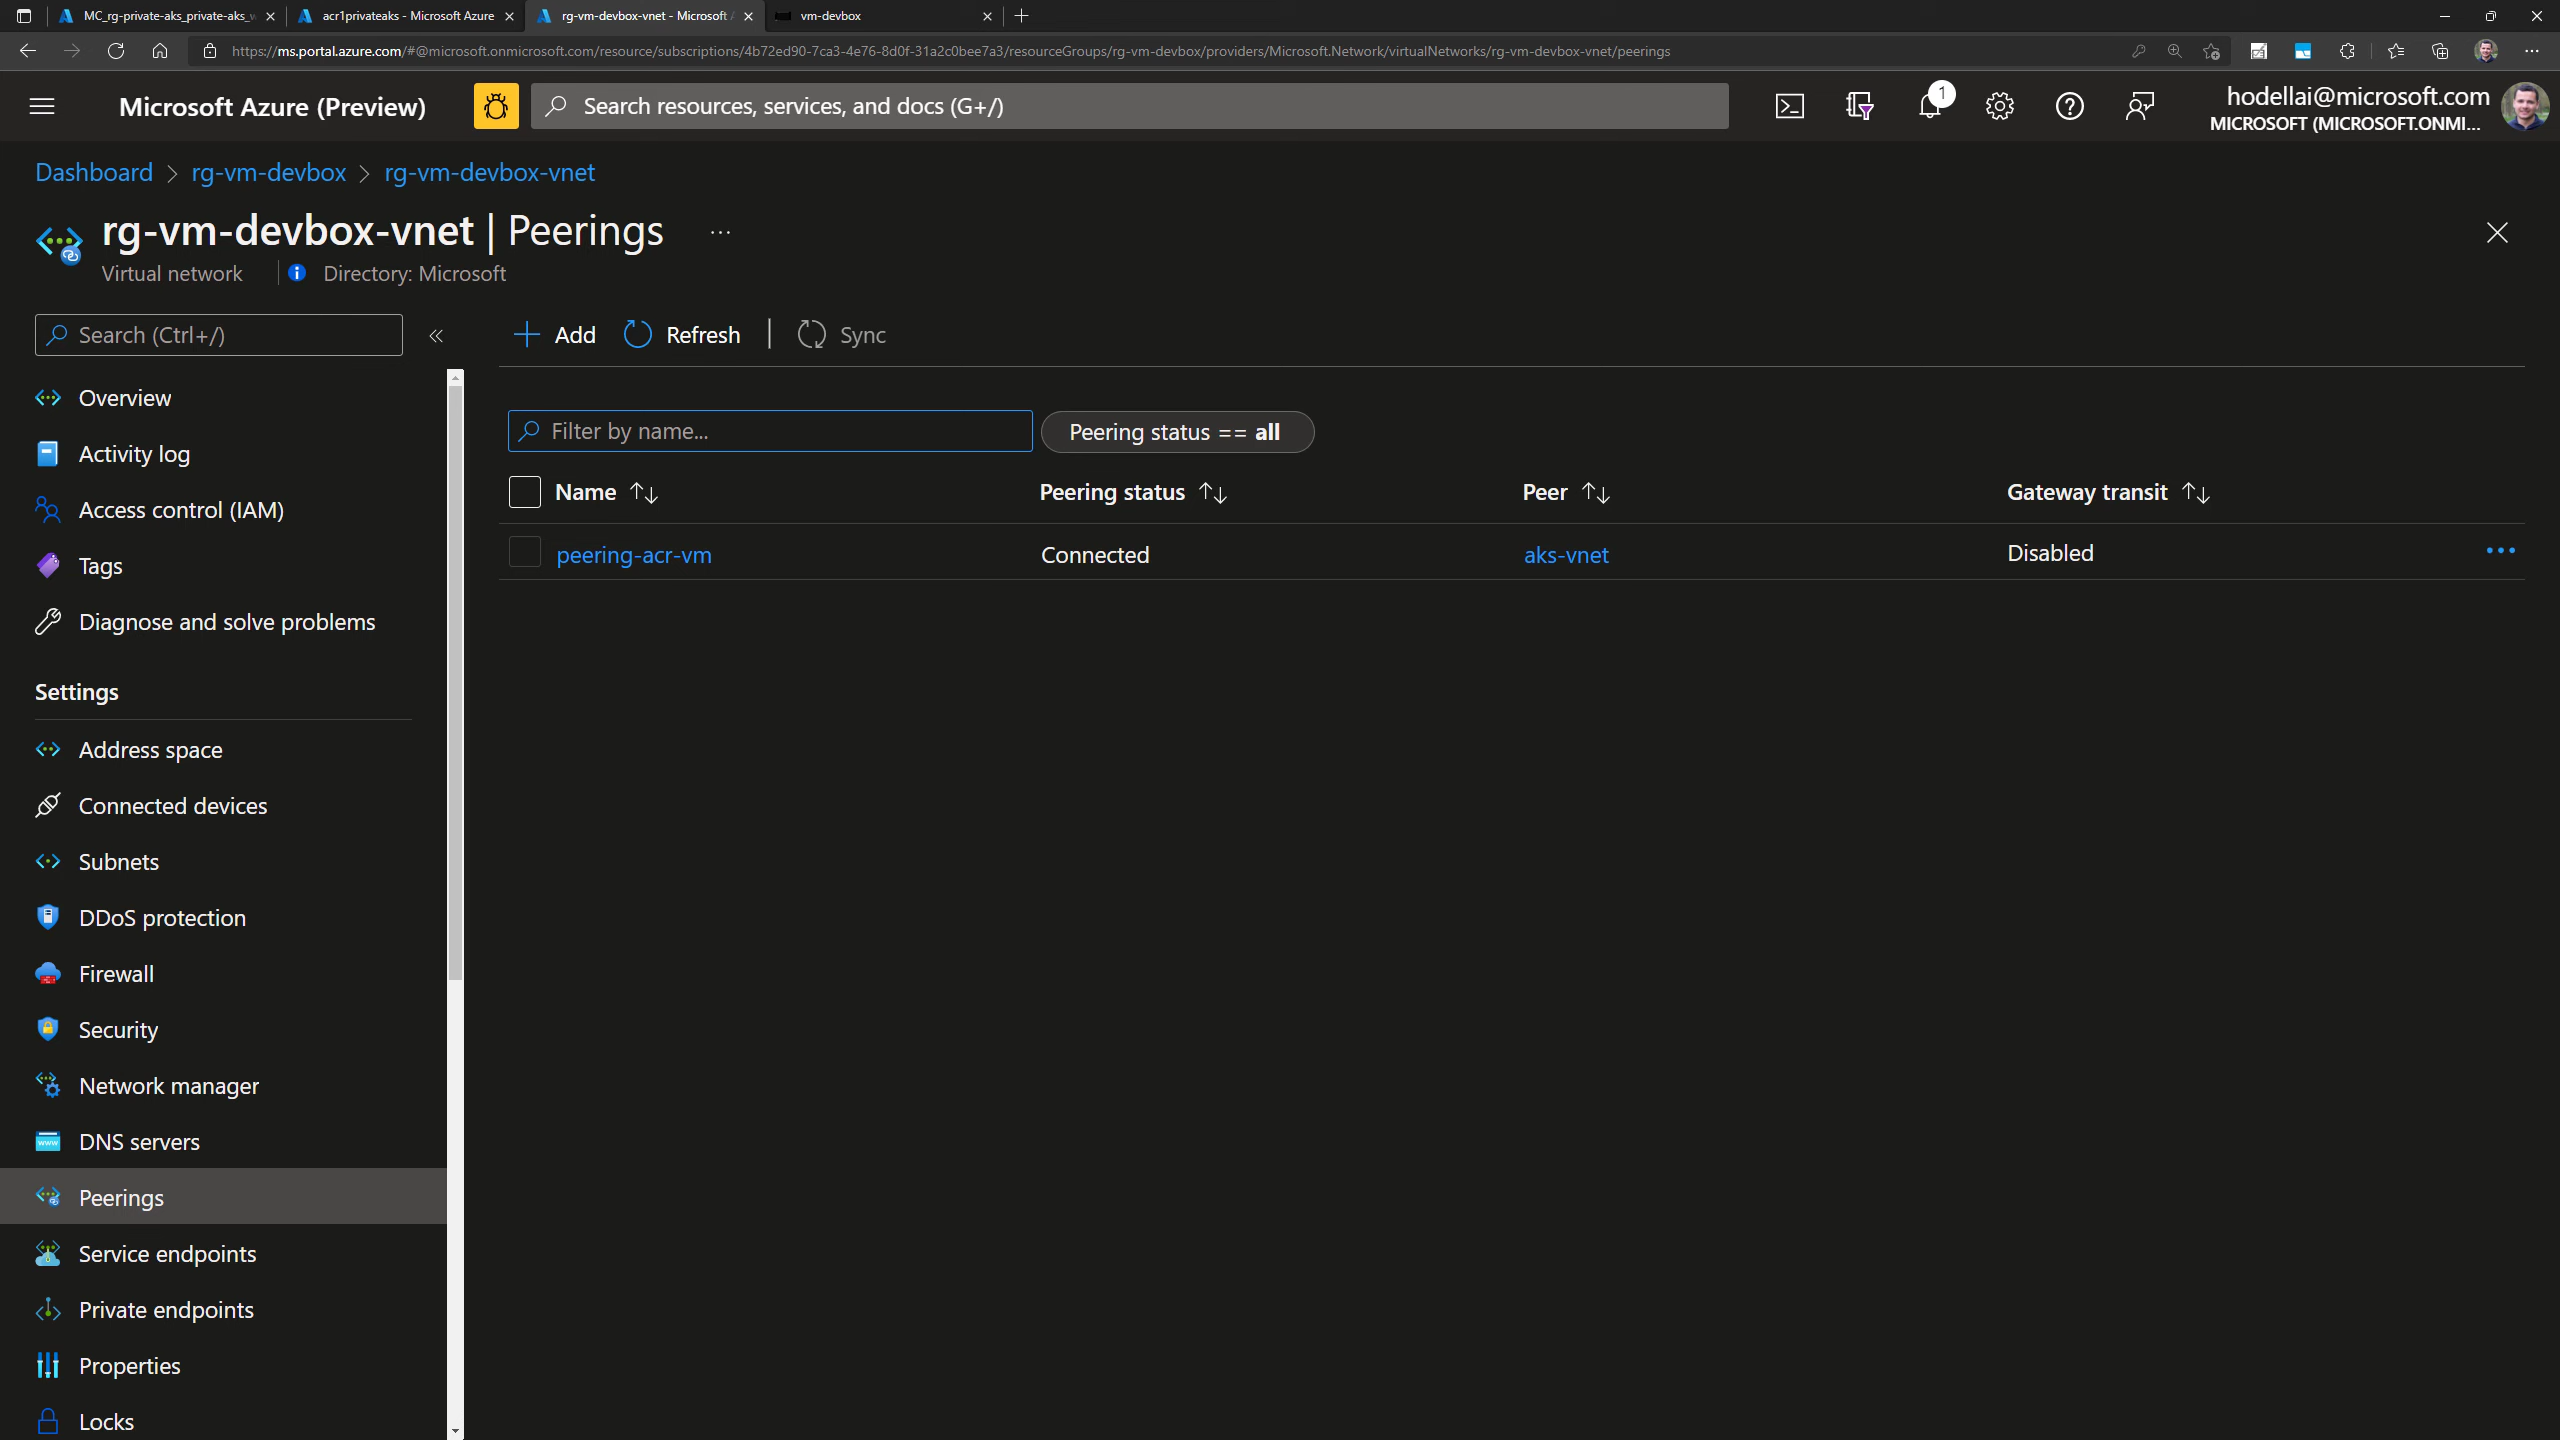 MC_rg-private-aks_private-aks_w
acr1privateaks - Microsoft Azure
rg-vm-devbox-vnet - Microsoft A
vm-devbox
https://ms.portal.azure.com/#@microsoft.onmicrosoft.com/resource/subscriptions/4b72ed90-7ca3-4e76-8d0f-31a2c0bee7a3/resourceGroups/rg-vm-devbox/providers/Microsoft.Network/virtualNetworks/rg-vm-devbox-vnet/peerings
Microsoft Azure (Preview)
Search resources, services, and docs (G+/)
1
hodellai@microsoft.com
MICROSOFT (MICROSOFT.ONMI...
Dashboard > rg-vm-devbox > rg-vm-devbox-vnet
rg-vm-devbox-vnet | Peerings ...
Virtual network
Directory: Microsoft
Search (Ctrl+/)
«
Overview
Activity log
Access control (IAM)
Tags
Diagnose and solve problems
Settings
Address space
Connected devices
Subnets
DDoS protection
Firewall
Security
Network manager
DNS servers
Peerings
Service endpoints
Private endpoints
Properties
Locks
+ Add
Refresh
Sync
Filter by name...
Peering status == all
Name ↑↓
Peering status ↑↓
Peer ↑↓
Gateway transit ↑↓
peering-acr-vm
Connected
aks-vnet
Disabled